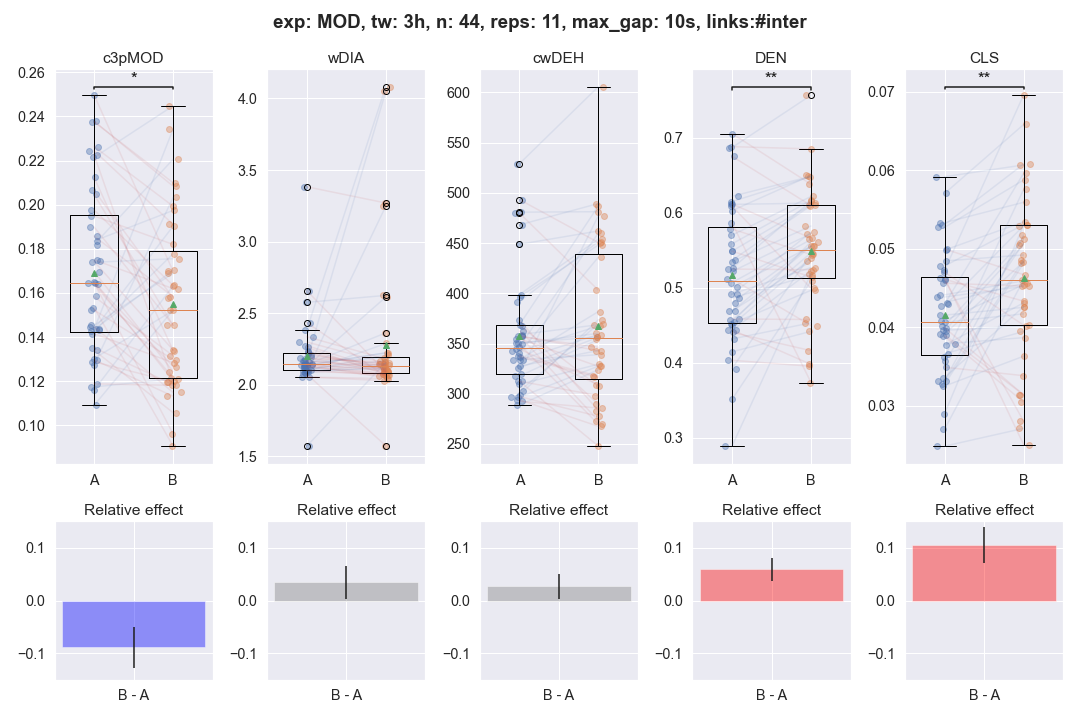 exp: MOD, tw: 3h, n: 44, reps: 11, max_gap: 10s, links:#inter
c3pMOD
wDIA
cwDEH
DEN
CLS
*
**
**
0.26
0.24
0.22
0.20
0.18
0.16
0.14
0.12
0.10
4.0
3.5
3.0
2.5
2.0
1.5
600
550
500
450
400
350
300
250
0.7
0.6
0.5
0.4
0.3
0.07
0.06
0.05
0.04
0.03
A B
A B
A B
A B
A B
Relative effect
Relative effect
Relative effect
Relative effect
Relative effect
0.1
0.0
−0.1
0.1
0.0
−0.1
0.1
0.0
−0.1
0.1
0.0
−0.1
0.1
0.0
−0.1
B - A
B - A
B - A
B - A
B - A